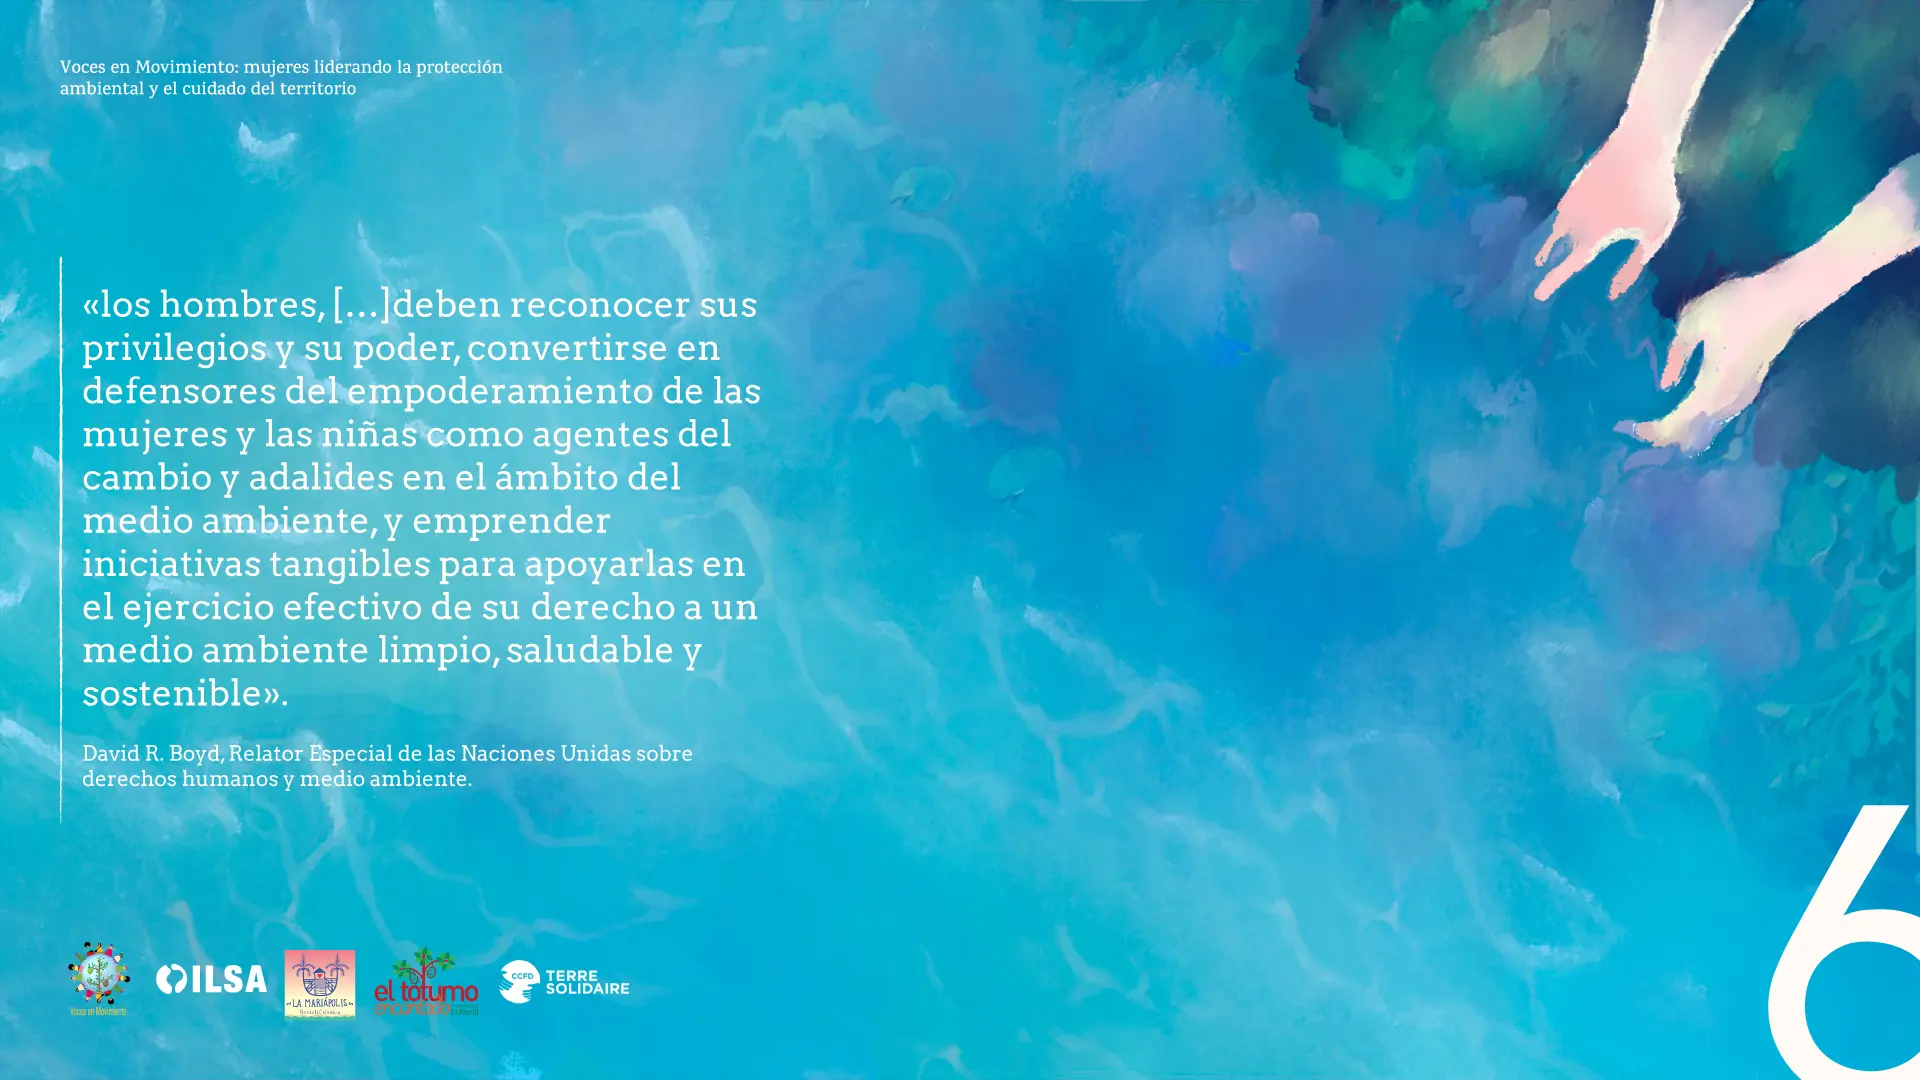 Voces en Movimiento: mujeres liderando la protección
ambiental y el cuidado del territorio
«los hombres, [...]deben reconocer sus
privilegios y su poder, convertirse en
defensores del empoderamiento de las
mujeres y las niñas como agentes del
cambio y adalides en el ámbito del
medio ambiente, y emprender
iniciativas tangibles para apoyarlas en
el ejercicio efectivo de su derecho a un
medio ambiente limpio, saludable y
sostenible».
David R. Boyd, Relator Especial de las Naciones Unidas sobre
derechos humanos y medio ambiente.
Voces en Movimiento
ILSA
LA MARIÁPOLIS
el totumo
encantado
cultural
CCFD
TERRE
SOLIDAIRE
6